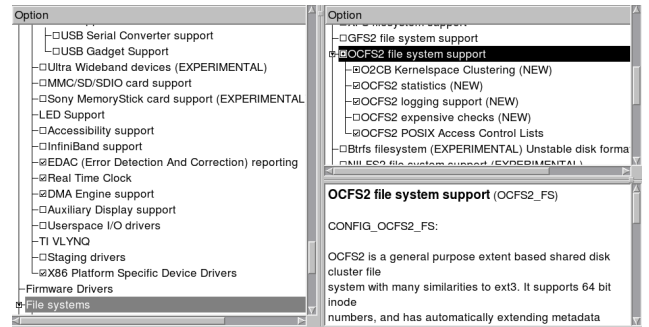 Option
USB Serial Converter support
USB Gadget Support
Ultra Wideband devices (EXPERIMENTAL)
MMC/SD/SDIO card support
Sony MemoryStick card support (EXPERIMENTAL
LED Support
Accessibility support
InfiniBand support
EDAC (Error Detection And Correction) reporting
Real Time Clock
DMA Engine support
Auxiliary Display support
Userspace I/O drivers
TI VLYNQ
Staging drivers
X86 Platform Specific Device Drivers
Firmware Drivers
File systems
Option
GFS2 file system support
OCFS2 file system support
O2CB Kernelspace Clustering (NEW)
OCFS2 statistics (NEW)
OCFS2 logging support (NEW)
OCFS2 expensive checks (NEW)
OCFS2 POSIX Access Control Lists
Btrfs filesystem (EXPERIMENTAL) Unstable disk forma
NILFS2 file system support (EXPERIMENTAL)
OCFS2 file system support (OCFS2_FS)
CONFIG_OCFS2_FS:
OCFS2 is a general purpose extent based shared disk
cluster file
system with many similarities to ext3. It supports 64 bit
inode
numbers, and has automatically extending metadata